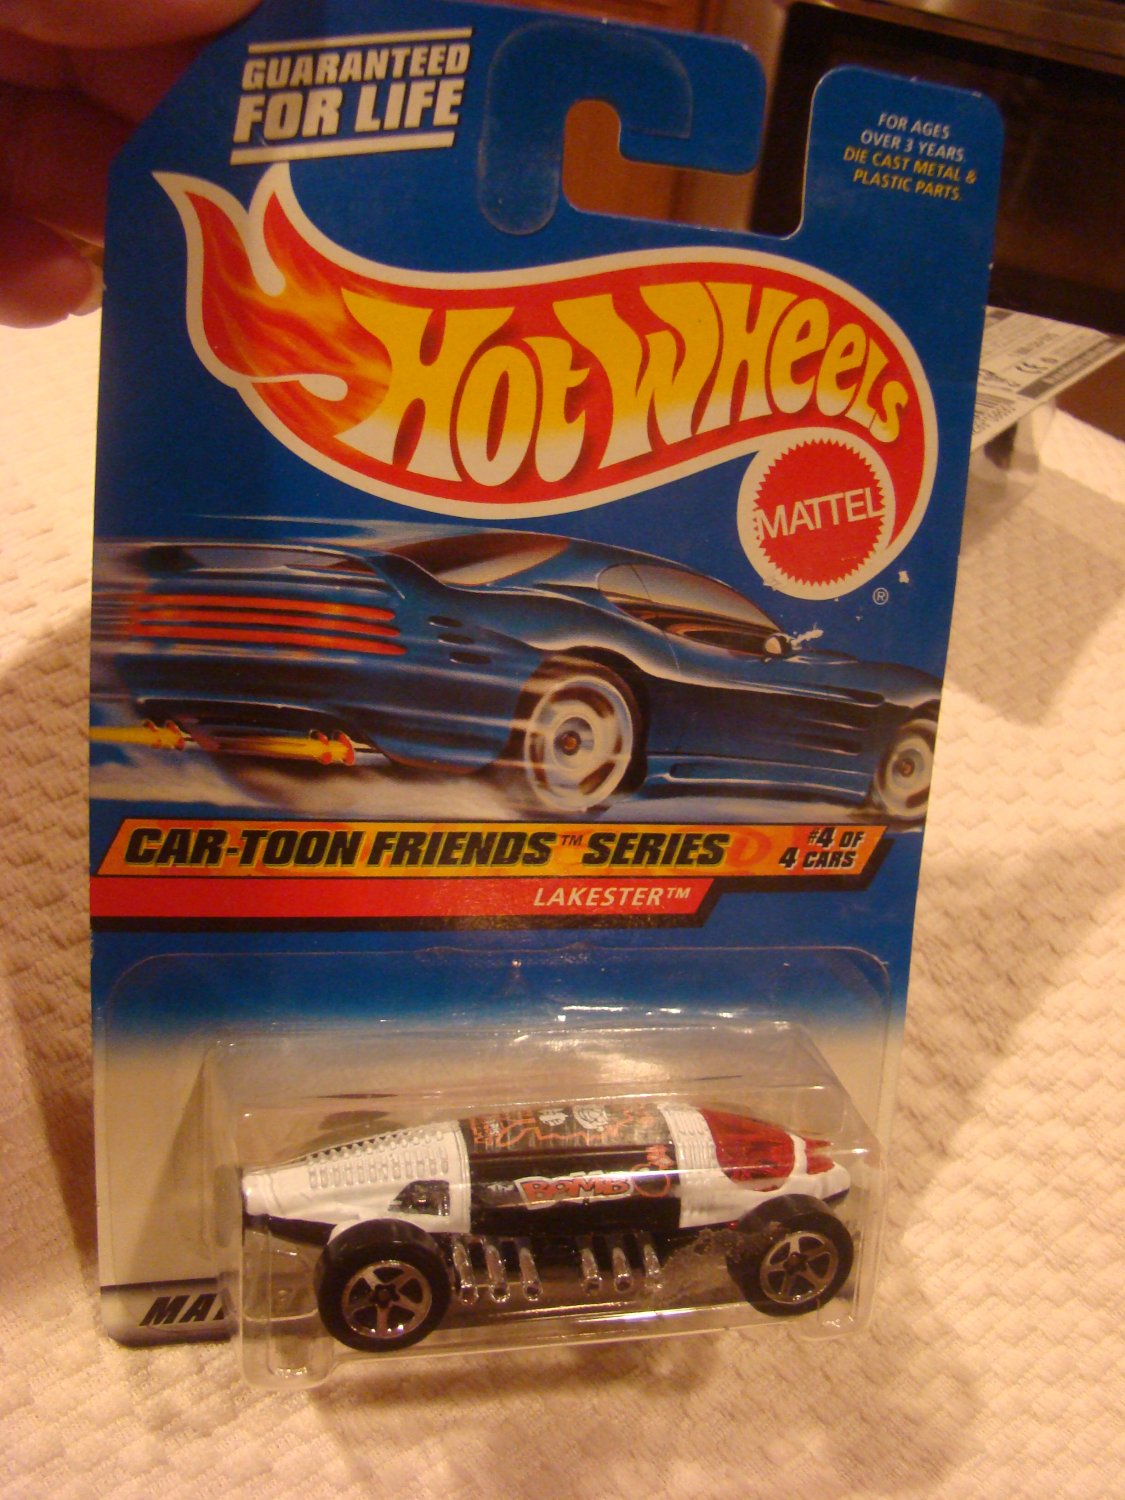 GUARANTEED
FOR LIFE
FOR AGES
OVER 3 YEARS
DIE CAST METAL &
PLASTIC PARTS.
HOT WHEELS
MATTEL
®
CAR-TOON FRIENDS™ SERIES
#4 OF
4 CARS
LAKESTER™
BOMB
MA